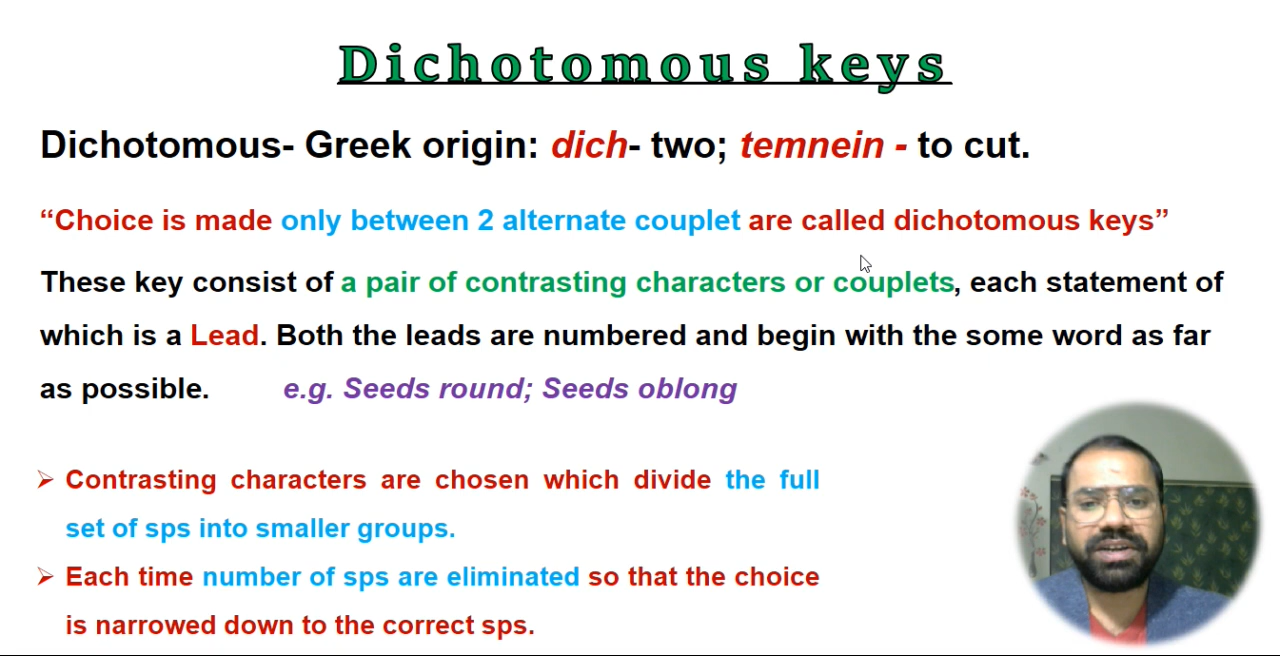 Dichotomous keys
Dichotomous- Greek origin: dich- two; temnein - to cut.
“Choice is made only between 2 alternate couplet are called dichotomous keys”
These key consist of a pair of contrasting characters or couplets, each statement of
which is a Lead. Both the leads are numbered and begin with the some word as far
as possible. e.g. Seeds round; Seeds oblong
➢ Contrasting characters are chosen which divide the full
set of sps into smaller groups.
➢ Each time number of sps are eliminated so that the choice
is narrowed down to the correct sps.